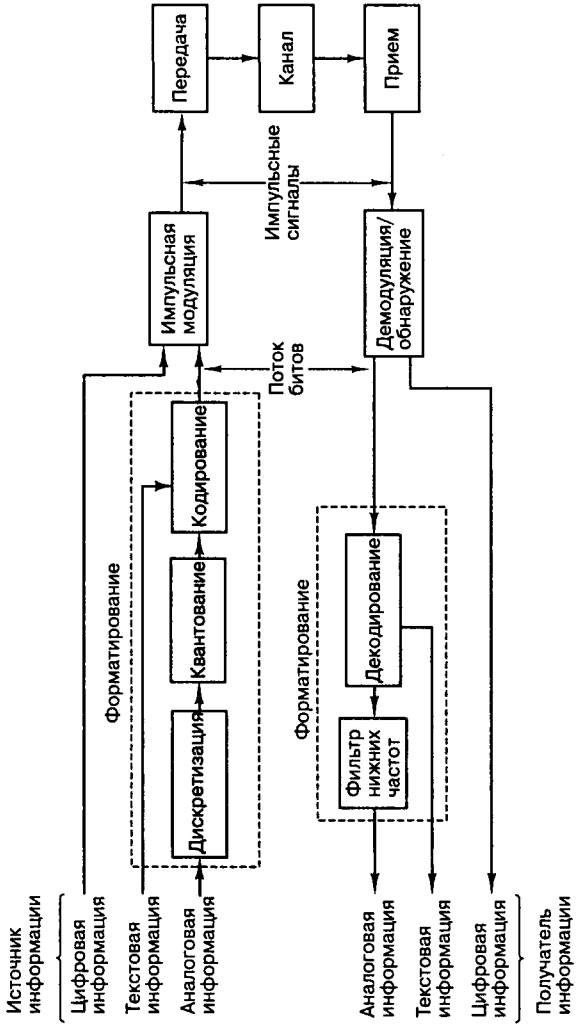 Источник
информации
Цифровая
информация
Текстовая
информация
Аналоговая
информация
Форматирование
Дискретизация
Квантование
Кодирование
Импульсная
модуляция
Передача
Канал
Прием
Импульсные
сигналы
Поток
битов
Форматирование
Фильтр
нижних
частот
Декодирование
Демодуляция/
обнаружение
Аналоговая
информация
Текстовая
информация
Цифровая
информация
Получатель
информации